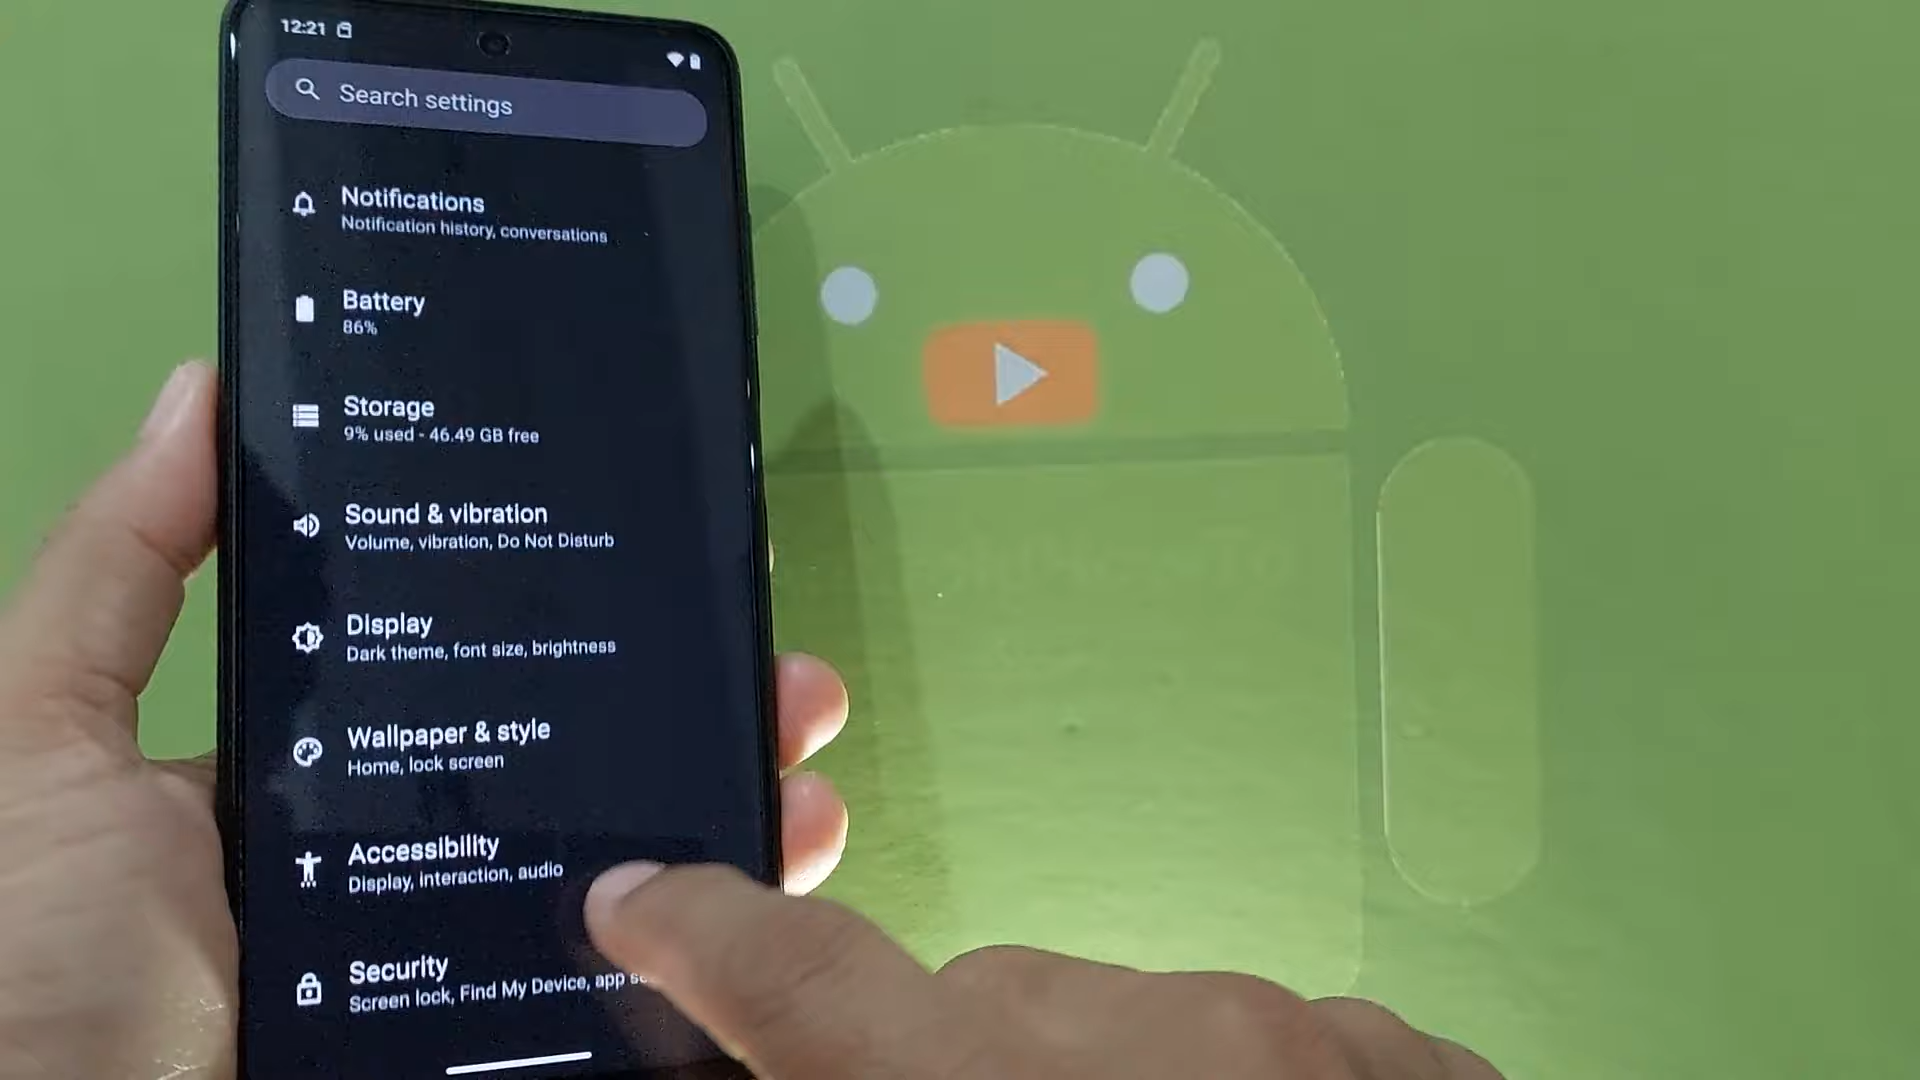 12:21
Search settings
Notifications
Notification history, conversations
Battery
86%
Storage
9% used - 46.49 GB free
Sound & vibration
Volume, vibration, Do Not Disturb
Display
Dark theme, font size, brightness
Wallpaper & style
Home, lock screen
Accessibility
Display, interaction, audio
Security
Screen lock, Find My Device, app